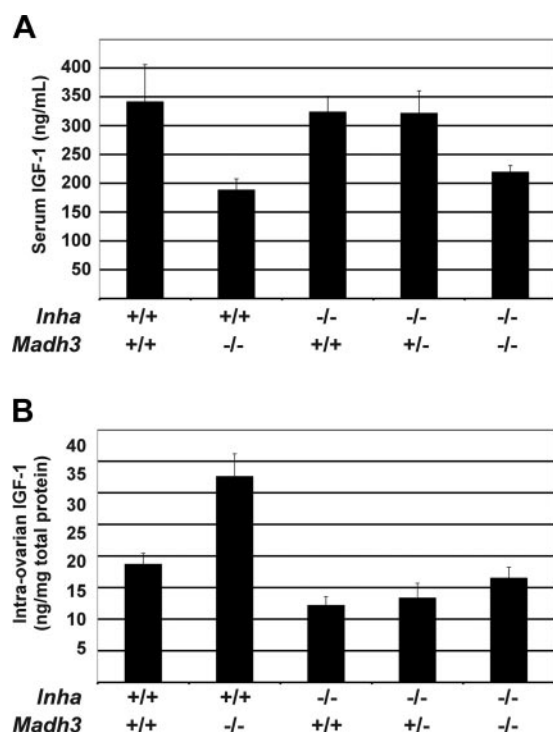 A
Serum IGF-1 (ng/mL)
400
350
300
250
200
150
100
50
Inha +/+ +/+ -/- -/- -/-
Madh3 +/+ -/- +/+ +/- -/-
B
Intra-ovarian IGF-1
(ng/mg total protein)
40
35
30
25
20
15
10
5
Inha +/+ +/+ -/- -/- -/-
Madh3 +/+ -/- +/+ +/- -/-